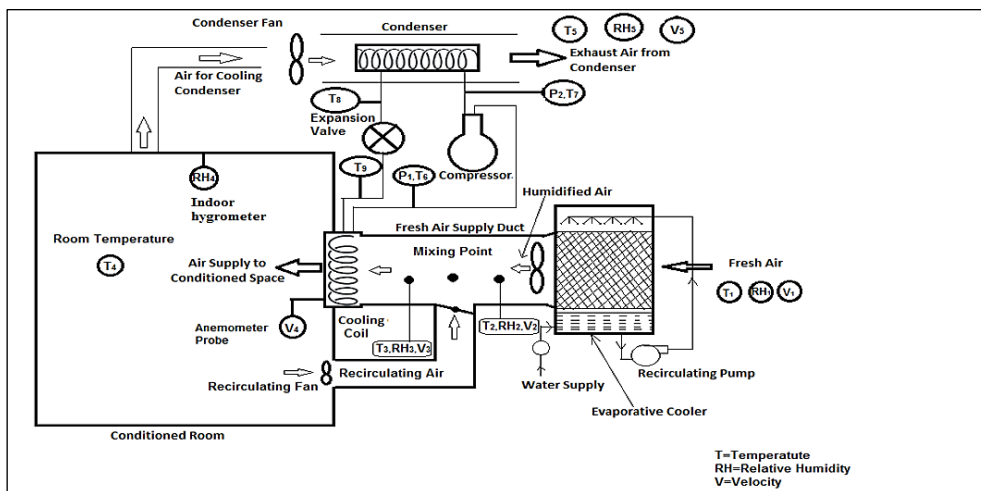 Condenser Fan
Condenser
T5
RH5
V5
Exhaust Air from
Condenser
Air for Cooling
Condenser
T8
P2,T7
Expansion
Valve
T9
P1,T6
Compressor
RH4
Indoor
hygrometer
Humidified Air
Fresh Air Supply Duct
Room Temperature
Mixing Point
T4
Air Supply to
Conditioned Space
Fresh Air
T1
RH1
V1
Anemometer
Probe
V4
Cooling
Coil
T3,RH3,V3
T2,RH2,V2
Recirculating Air
Recirculating Fan
Water Supply
Recirculating Pump
Evaporative Cooler
Conditioned Room
T=Temperatute
RH=Relative Humidity
V=Velocity